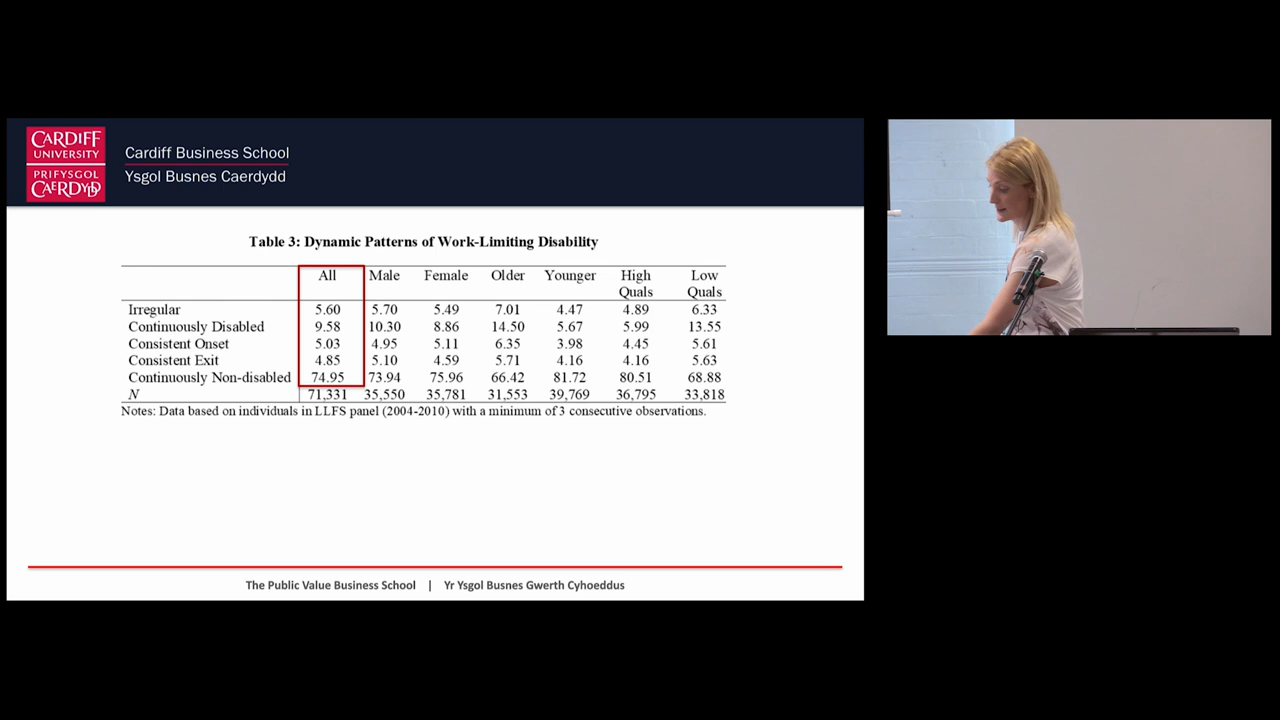 CARDIFF
UNIVERSITY
PRIFYSGOL
CAERDYDD
Cardiff Business School
Ysgol Busnes Caerdydd
Table 3: Dynamic Patterns of Work-Limiting Disability
All Male Female Older Younger High Quals Low Quals
Irregular 5.60 5.70 5.49 7.01 4.47 4.89 6.33
Continuously Disabled 9.58 10.30 8.86 14.50 5.67 5.99 13.55
Consistent Onset 5.03 4.95 5.11 6.35 3.98 4.45 5.61
Consistent Exit 4.85 5.10 4.59 5.71 4.16 4.16 5.63
Continuously Non-disabled 74.95 73.94 75.96 66.42 81.72 80.51 68.88
N 71,331 35,550 35,781 31,553 39,769 36,795 33,818
Notes: Data based on individuals in LLFS panel (2004-2010) with a minimum of 3 consecutive observations.
The Public Value Business School | Yr Ysgol Busnes Gwerth Cyhoeddus